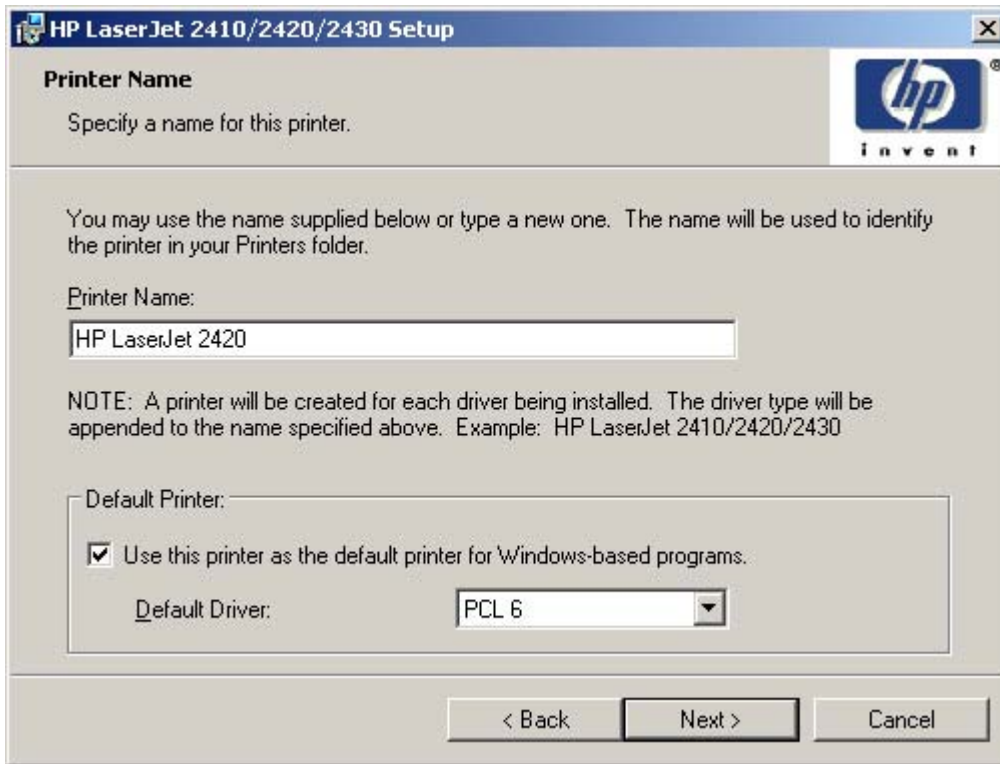 HP LaserJet 2410/2420/2430 Setup
Printer Name
Specify a name for this printer.
hp
®
invent
You may use the name supplied below or type a new one. The name will be used to identify
the printer in your Printers folder.
Printer Name:
HP LaserJet 2420
NOTE: A printer will be created for each driver being installed. The driver type will be
appended to the name specified above. Example: HP LaserJet 2410/2420/2430
Default Printer:
Use this printer as the default printer for Windows-based programs.
Default Driver:
PCL 6
< Back
Next >
Cancel